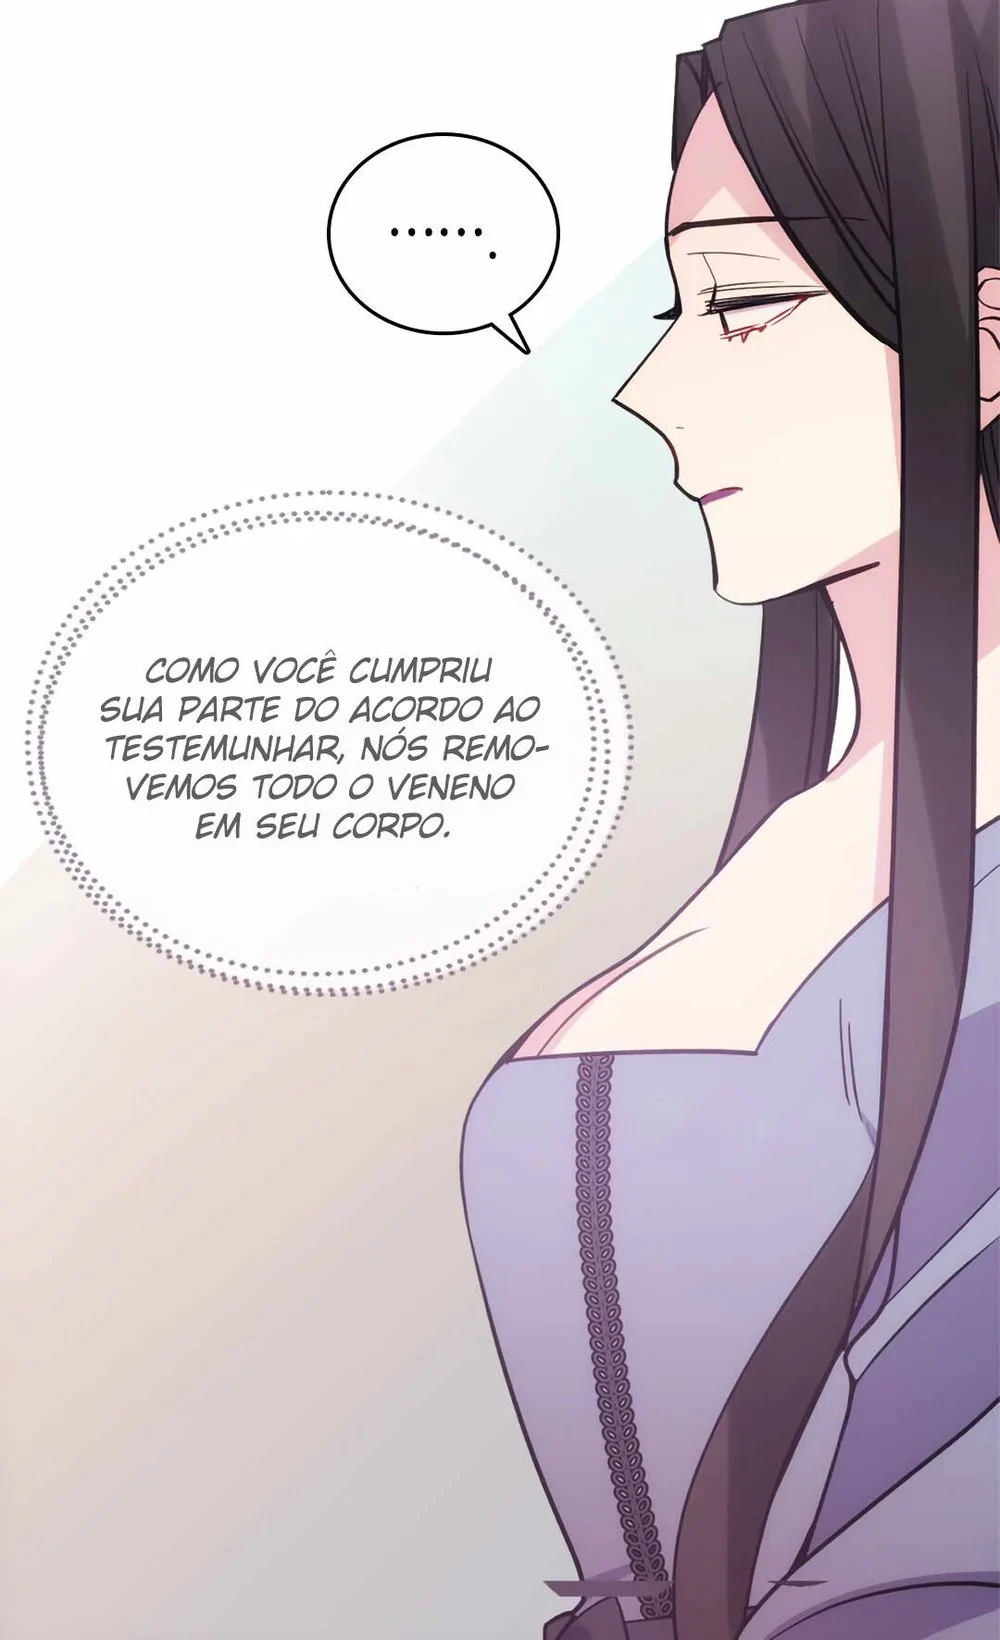 .......
COMO VOCÊ CUMPRIU
SUA PARTE DO ACORDO AO
TESTEMUNHAR, NÓS REMO-
VEMOS TODO O VENENO
EM SEU CORPO.